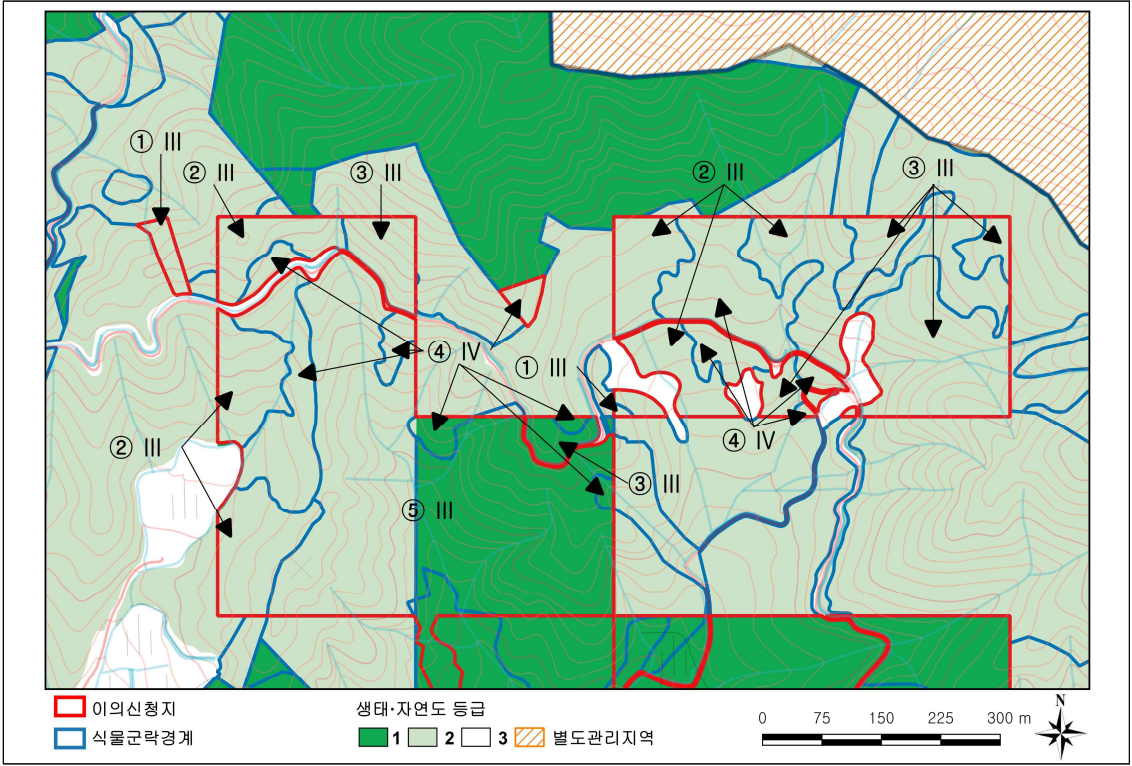 ① III
② III
③ III
② III
③ III
④ IV
① III
② III
④ IV
③ III
⑤ III
이의신청지
식물군락경계
생태·자연도 등급
1 2 3 별도관리지역
0 75 150 225 300 m
N